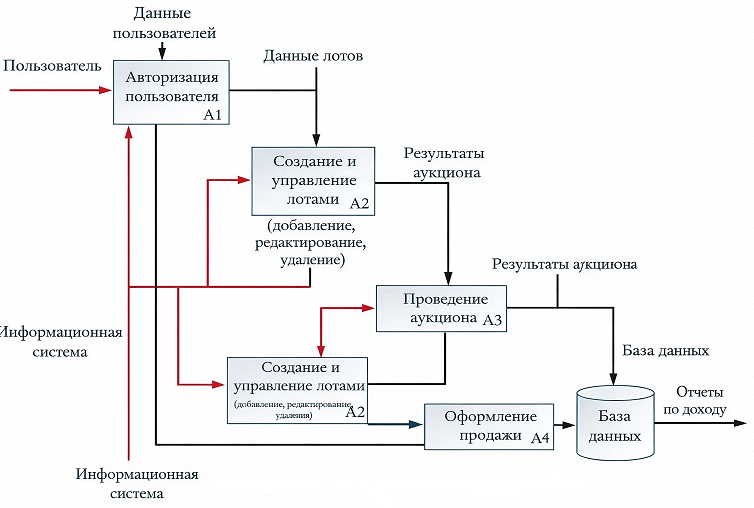 Данные
пользователей
Пользователь
Авторизация
пользователя
A1
Данные лотов
Создание и
управление
лотами
A2
(добавление,
редактирование,
удаление)
Результаты
аукциона
Результаты аукциона
Проведение
аукциона
A3
Информационная
система
Создание и
управление лотами
(добавление, редактирование,
удаления)
A2
База данных
Оформление
продажи
A4
База
данных
Отчеты
по доходу
Информационная
система